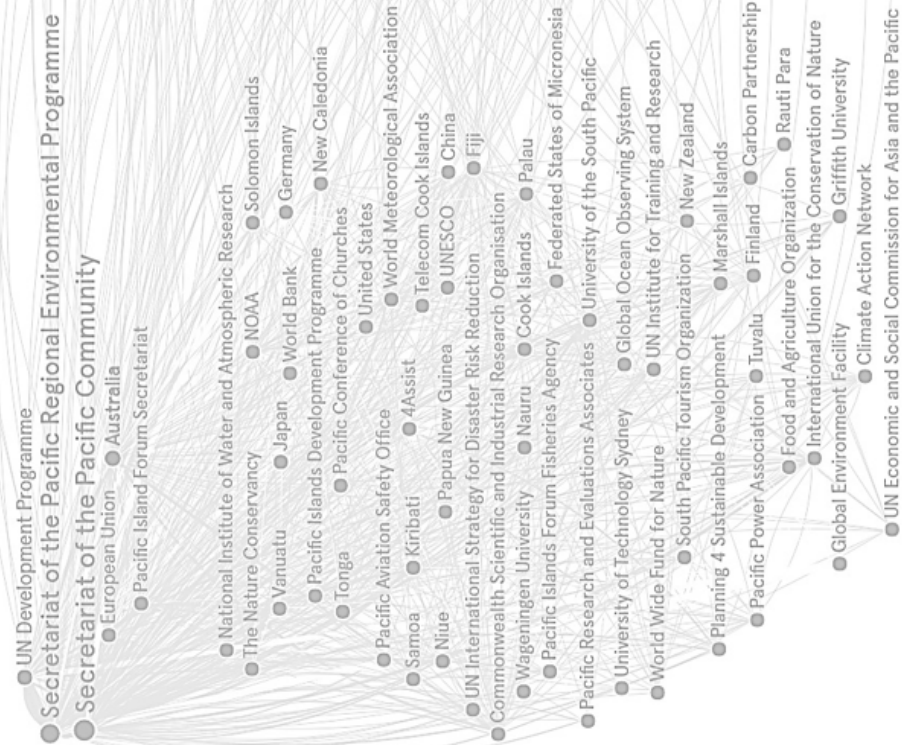 UN Development Programme
Secretariat of the Pacific Regional Environmental Programme
Secretariat of the Pacific Community
European Union
Australia
Pacific Island Forum Secretariat
National Institute of Water and Atmospheric Research
The Nature Conservancy
NOAA
Solomon Islands
Vanuatu
Japan
World Bank
Germany
Pacific Islands Development Programme
New Caledonia
Tonga
Pacific Conference of Churches
United States
Pacific Aviation Safety Office
World Meteorological Association
Samoa
Kiribati
4Assist
Telecom Cook Islands
Niue
Papua New Guinea
UNESCO
China
UN International Strategy for Disaster Risk Reduction
Fiji
Commonwealth Scientific and Industrial Research Organisation
Wageningen University
Nauru
Cook Islands
Palau
Pacific Islands Forum Fisheries Agency
Federated States of Micronesia
Pacific Research and Evaluations Associates
University of the South Pacific
University of Technology Sydney
Global Ocean Observing System
World Wide Fund for Nature
UN Institute for Training and Research
South Pacific Tourism Organization
New Zealand
Planning 4 Sustainable Development
Marshall Islands
Pacific Power Association
Tuvalu
Finland
Carbon Partnership
Food and Agriculture Organization
Rauti Para
International Union for the Conservation of Nature
Global Environment Facility
Griffith University
Climate Action Network
UN Economic and Social Commission for Asia and the Pacific